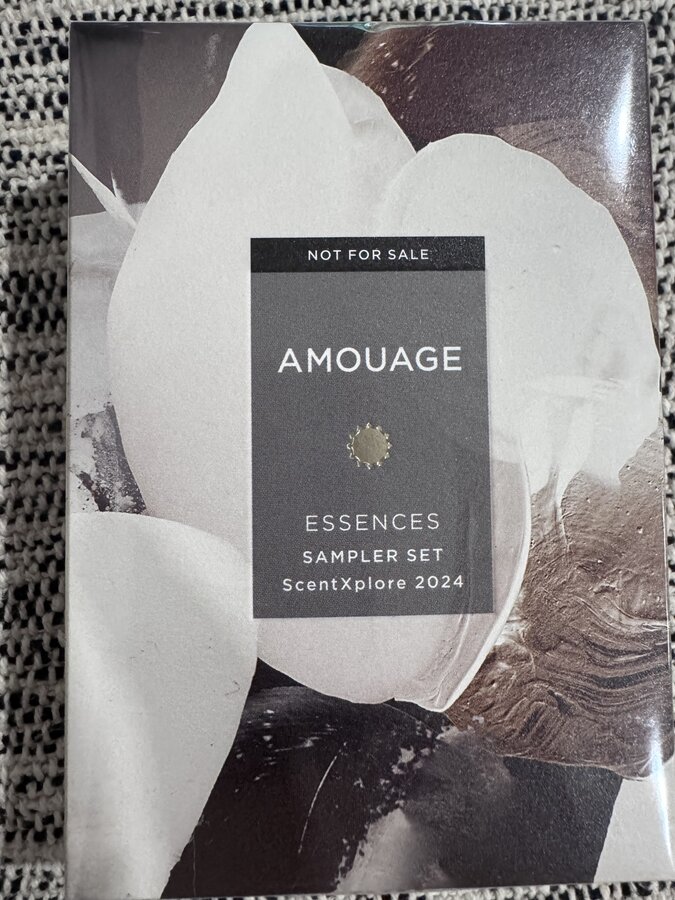 NOT FOR SALE
AMOUAGE
ESSENCES
SAMPLER SET
ScentXplore 2024